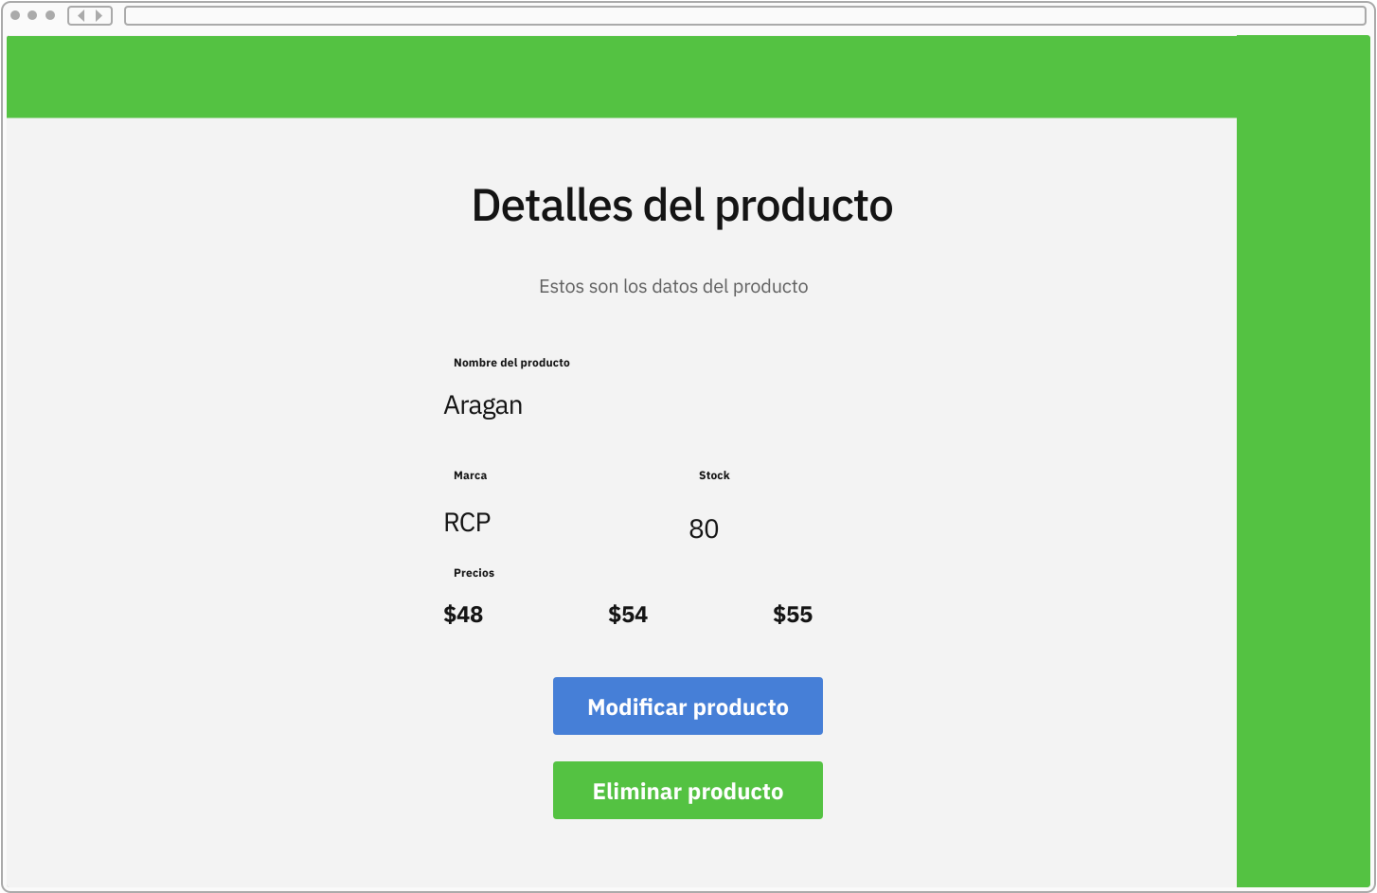 Detalles del producto
Estos son los datos del producto
Nombre del producto
Aragan
Marca Stock
RCP 80
Precios
$48 $54 $55
Modificar producto
Eliminar producto